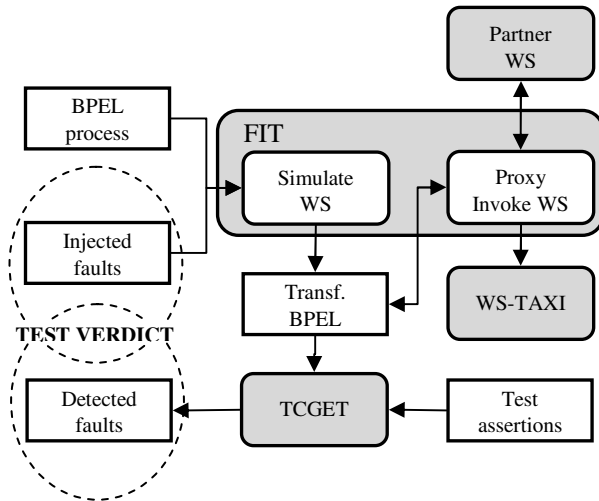 Partner
WS
BPEL
process
FIT
Simulate
WS
Proxy
Invoke WS
Injected
faults
Transf.
BPEL
WS-TAXI
TEST VERDICT
Detected
faults
TCGET
Test
assertions